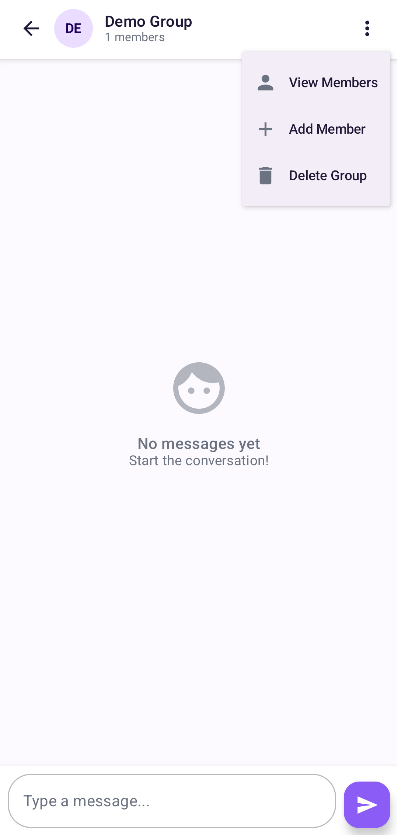 DE
Demo Group
1 members
View Members
Add Member
Delete Group
No messages yet
Start the conversation!
Type a message...